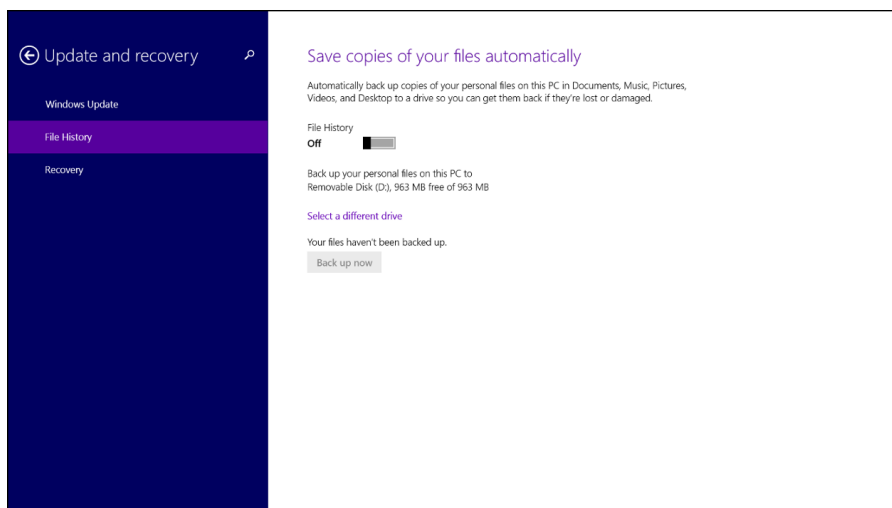 Update and recovery
Windows Update
File History
Recovery
Save copies of your files automatically
Automatically back up copies of your personal files on this PC in Documents, Music, Pictures,
Videos, and Desktop to a drive so you can get them back if they're lost or damaged.
File History
Off
Back up your personal files on this PC to
Removable Disk (D:), 963 MB free of 963 MB
Select a different drive
Your files haven't been backed up.
Back up now